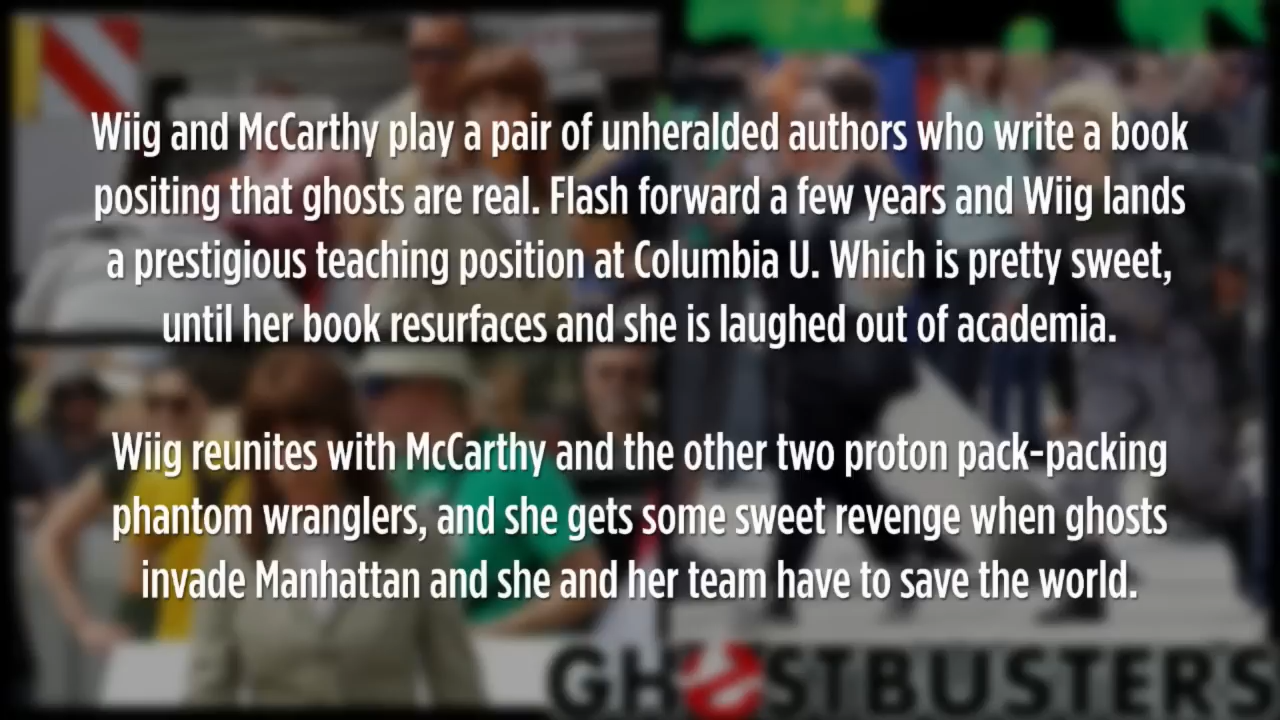 Wiig and McCarthy play a pair of unheralded authors who write a book
positing that ghosts are real. Flash forward a few years and Wiig lands
a prestigious teaching position at Columbia U. Which is pretty sweet,
until her book resurfaces and she is laughed out of academia.
Wiig reunites with McCarthy and the other two proton pack-packing
phantom wranglers, and she gets some sweet revenge when ghosts
invade Manhattan and she and her team have to save the world.
GHOSTBUSTERS